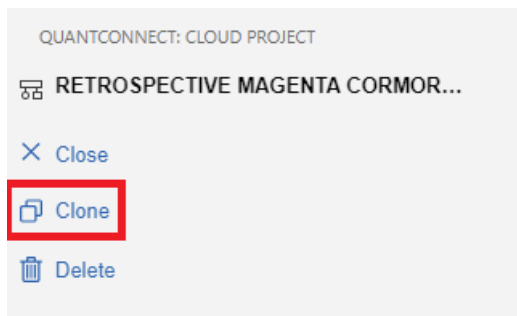 QUANTCONNECT: CLOUD PROJECT
RETROSPECTIVE MAGENTA CORMOR...
Close
Clone
Delete